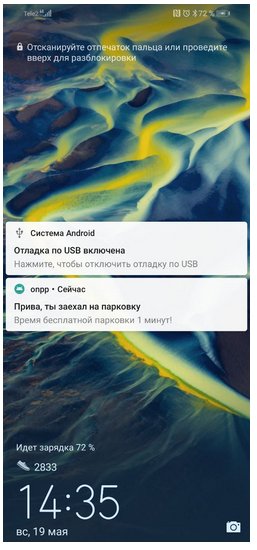 Tele2 72 %
Отсканируйте отпечаток пальца или проведите
вверх для разблокировки
Система Android
Отладка по USB включена
Нажмите, чтобы отключить отладку по USB
onpp • Сейчас
Прива, ты заехал на парковку
Время бесплатной парковки 1 минут!
Идет зарядка 72 %
2833
14:35
вс, 19 мая